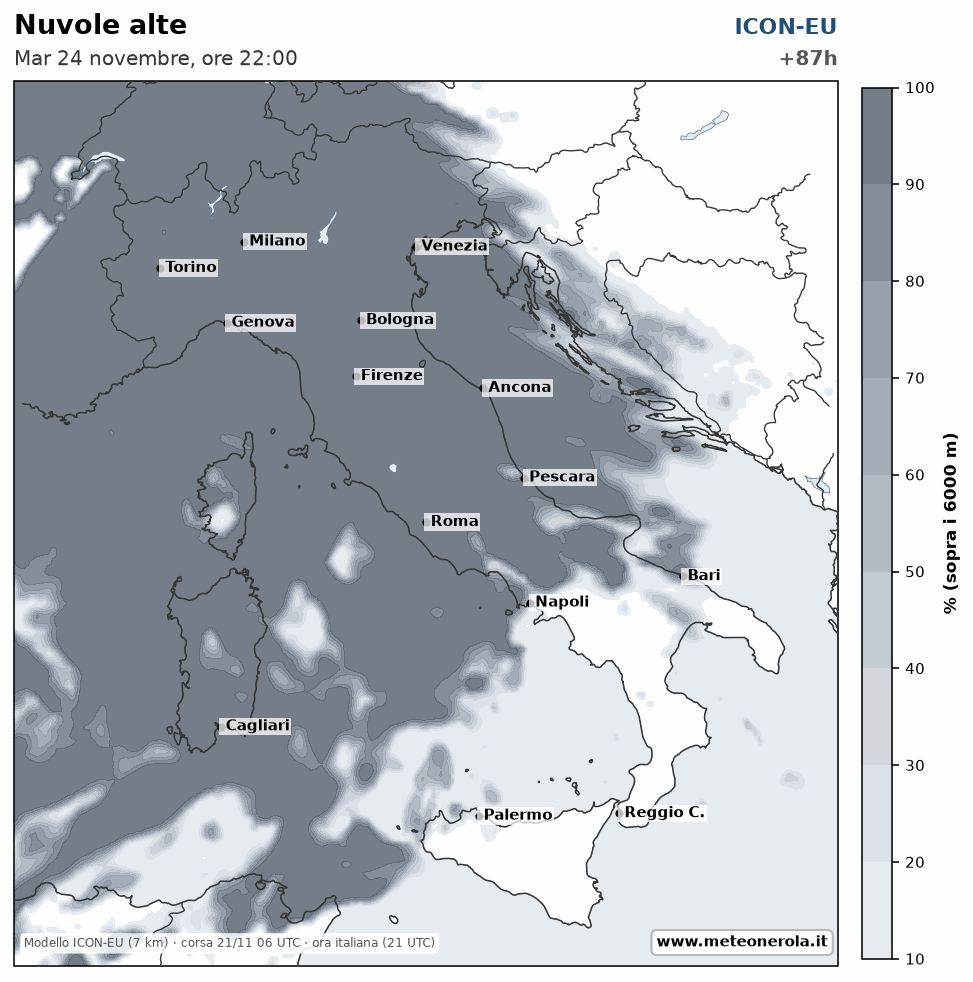 Nuvole alte
ICON-EU
Mar 24 novembre, ore 22:00
+87h
100
90
80
70
60
50
40
30
20
10
% (sopra i 6000 m)
Milano
Venezia
Torino
Genova
Bologna
Firenze
Ancona
Pescara
Roma
Bari
Napoli
Cagliari
Palermo
Reggio C.
Modello ICON-EU (7 km) · corsa 21/11 06 UTC · ora italiana (21 UTC)
www.meteonerola.it